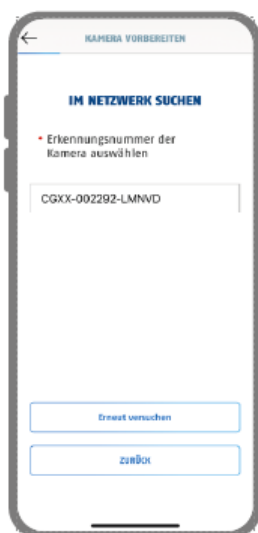 KAMERA VORBEREITEN
IM NETZWERK SUCHEN
• Erkennungsnummer der
Kamera auswählen
CGXX-002292-LMNVD
Erneut versuchen
ZURÜCK